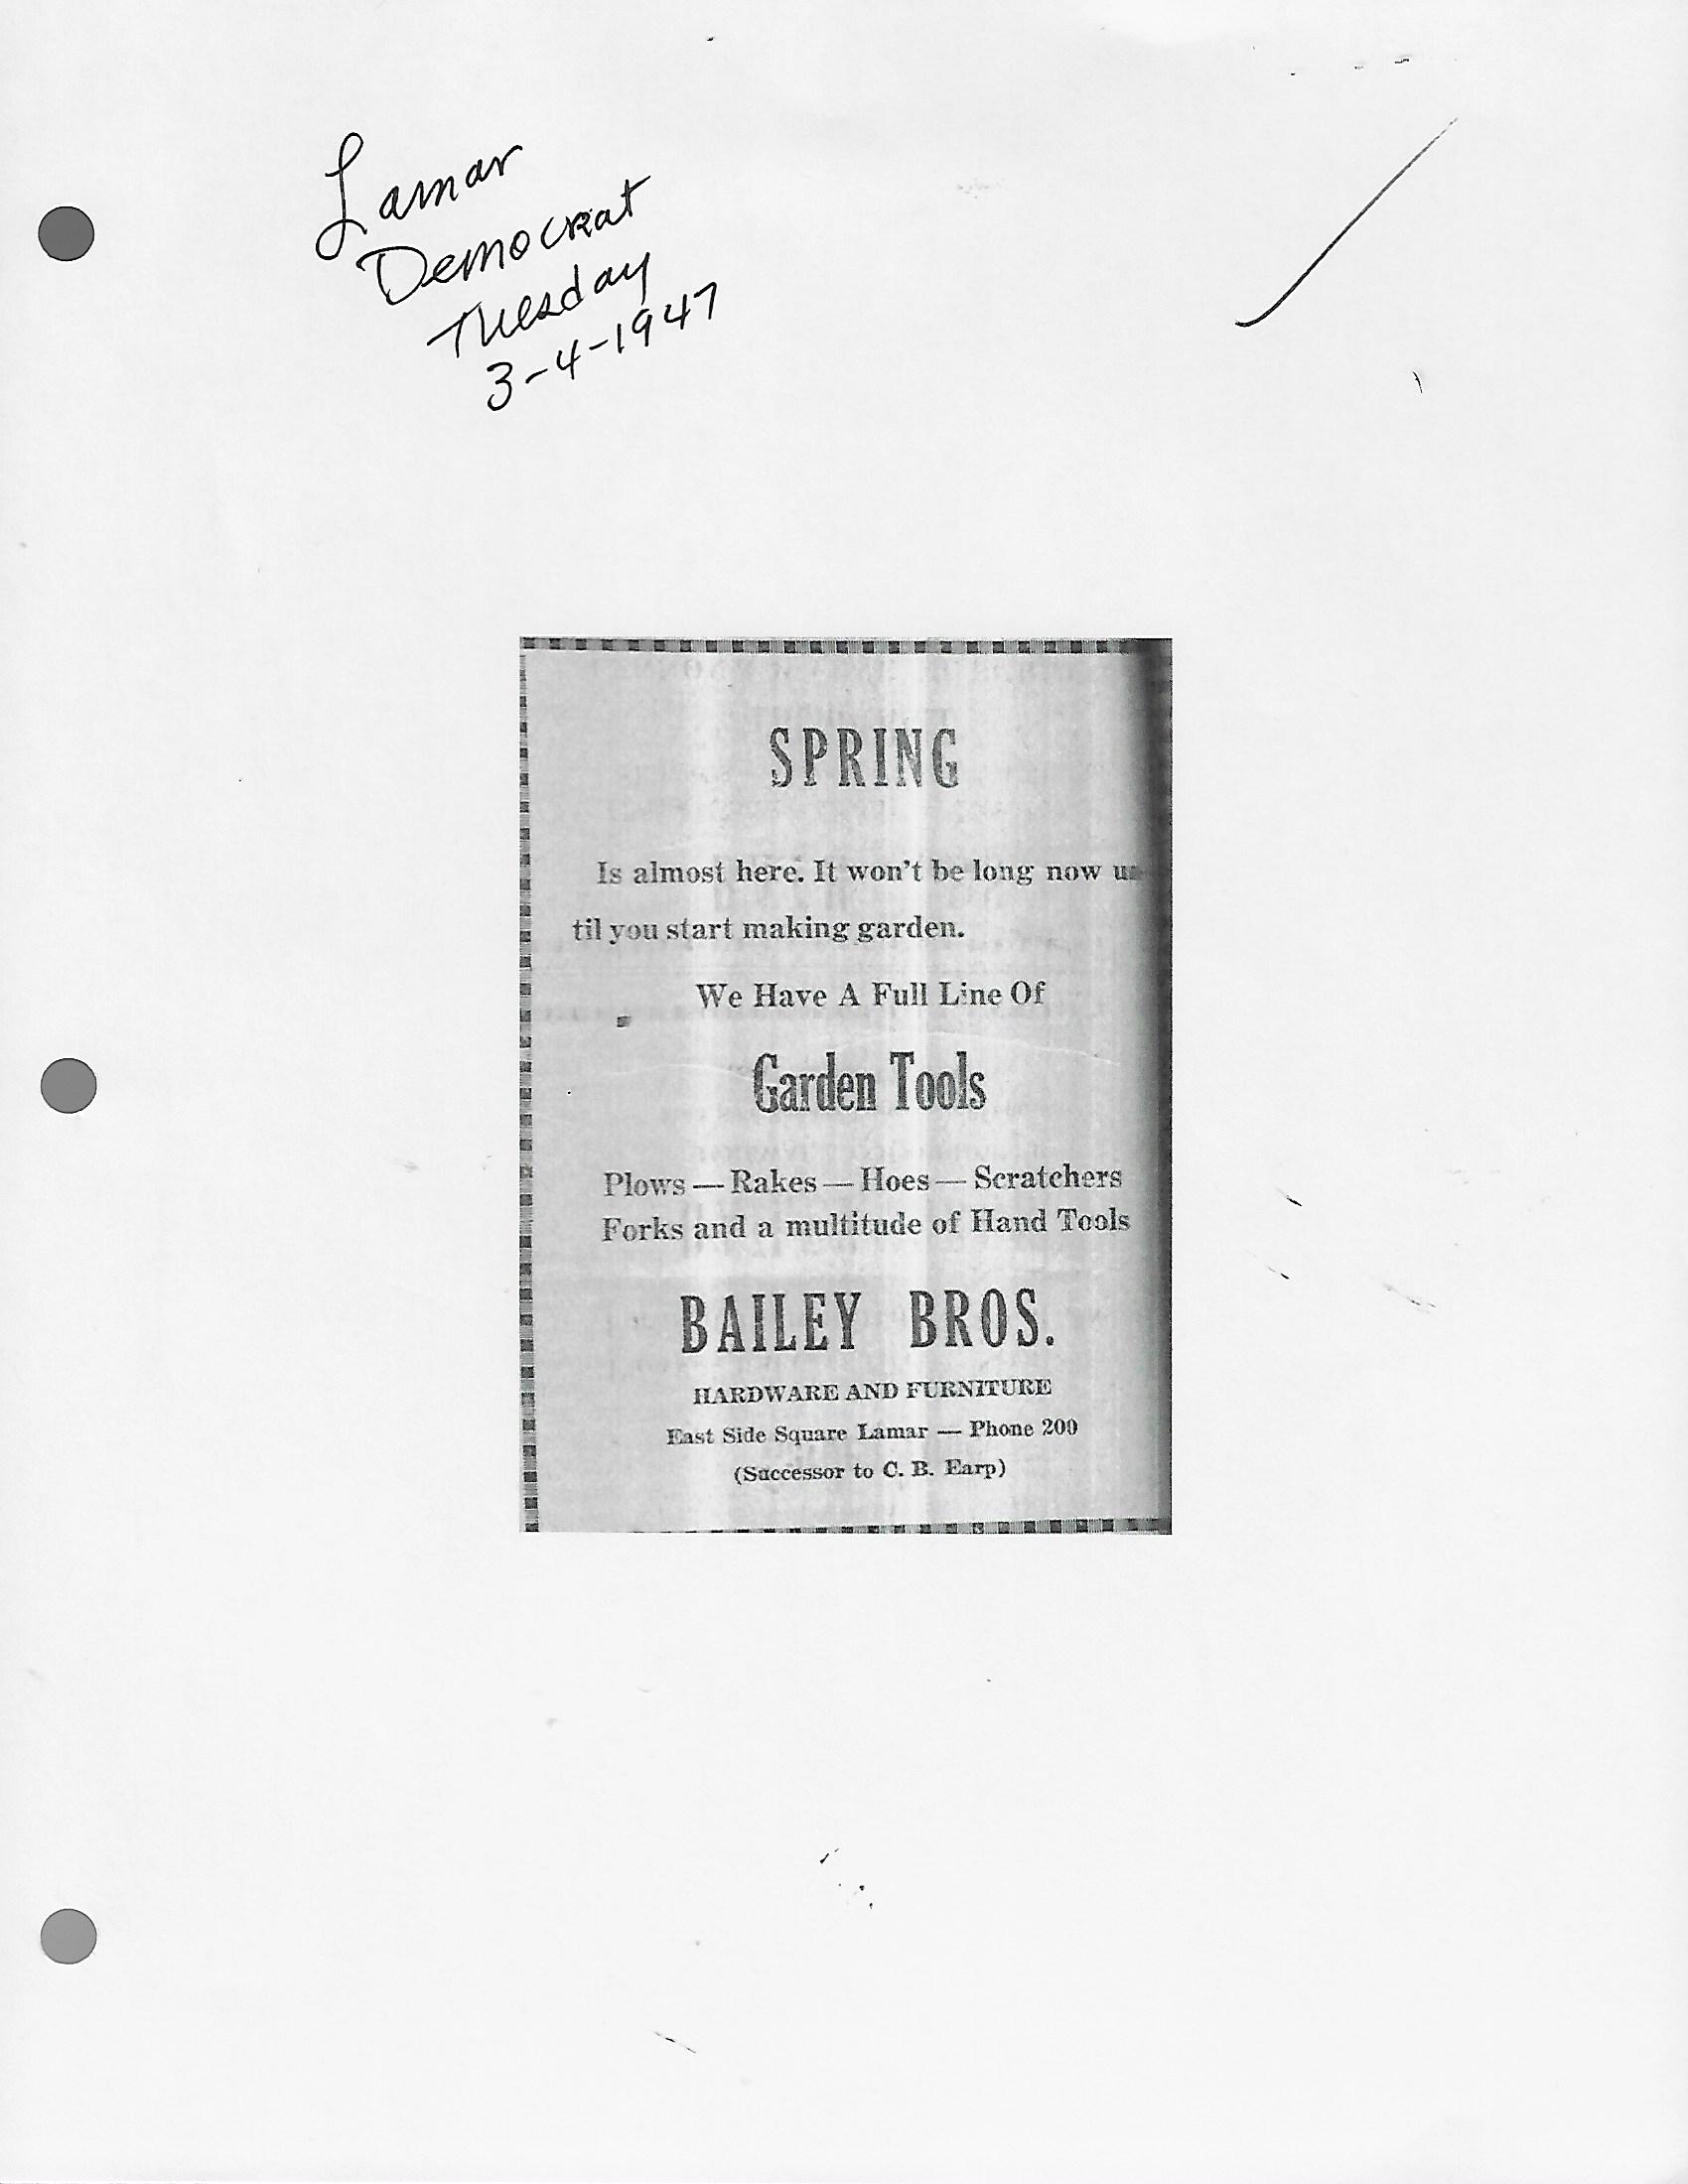 Lamar
Democrat
Tuesday
3-4-1947
SPRING
Is almost here. It won't be long now un-
til you start making garden.
We Have A Full Line Of
Garden Tools
Plows — Rakes — Hoes — Scratchers
Forks and a multitude of Hand Tools
BAILEY BROS.
HARDWARE AND FURNITURE
East Side Square Lamar — Phone 200
(Successor to C. B. Earp)